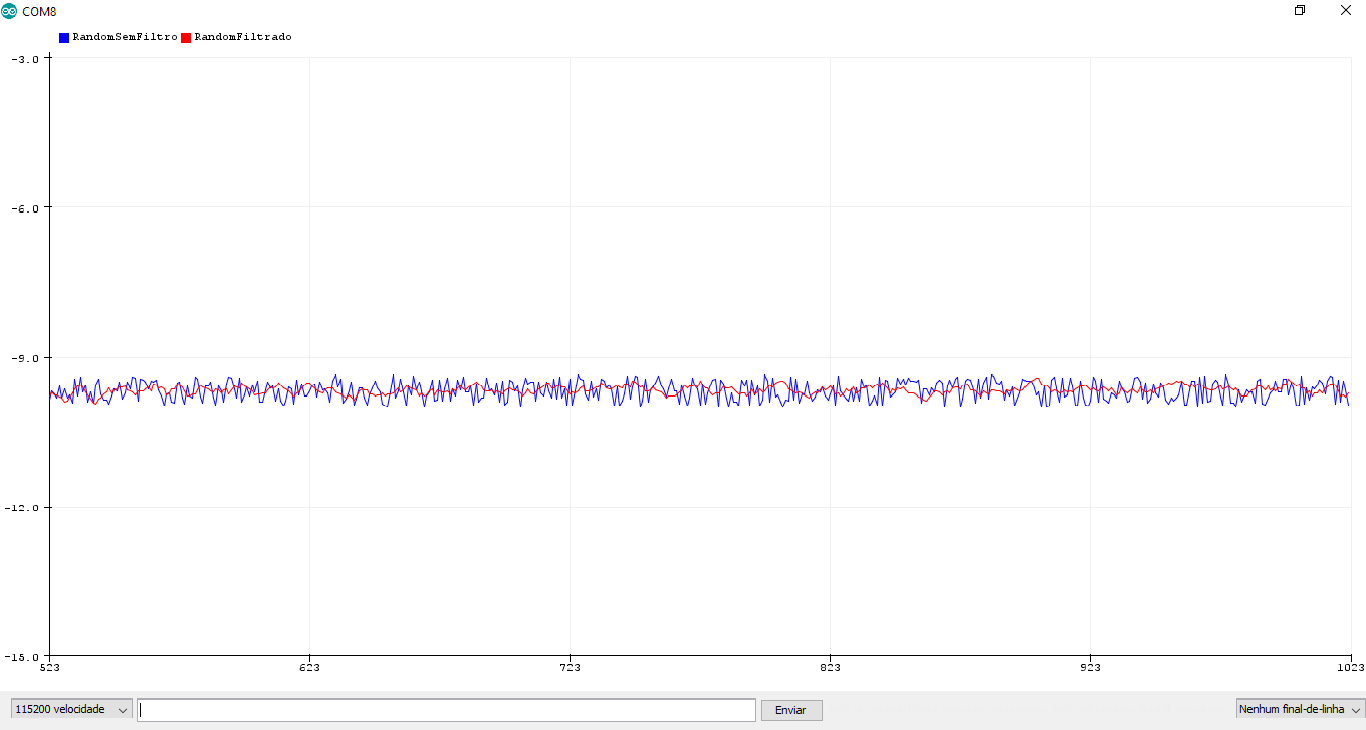 COM8
RandomSemFiltro RandomFiltrado
-3.0
-6.0
-9.0
-12.0
-15.0
523 623 723 823 923 1023
115200 velocidade Enviar Nenhum final-de-linha